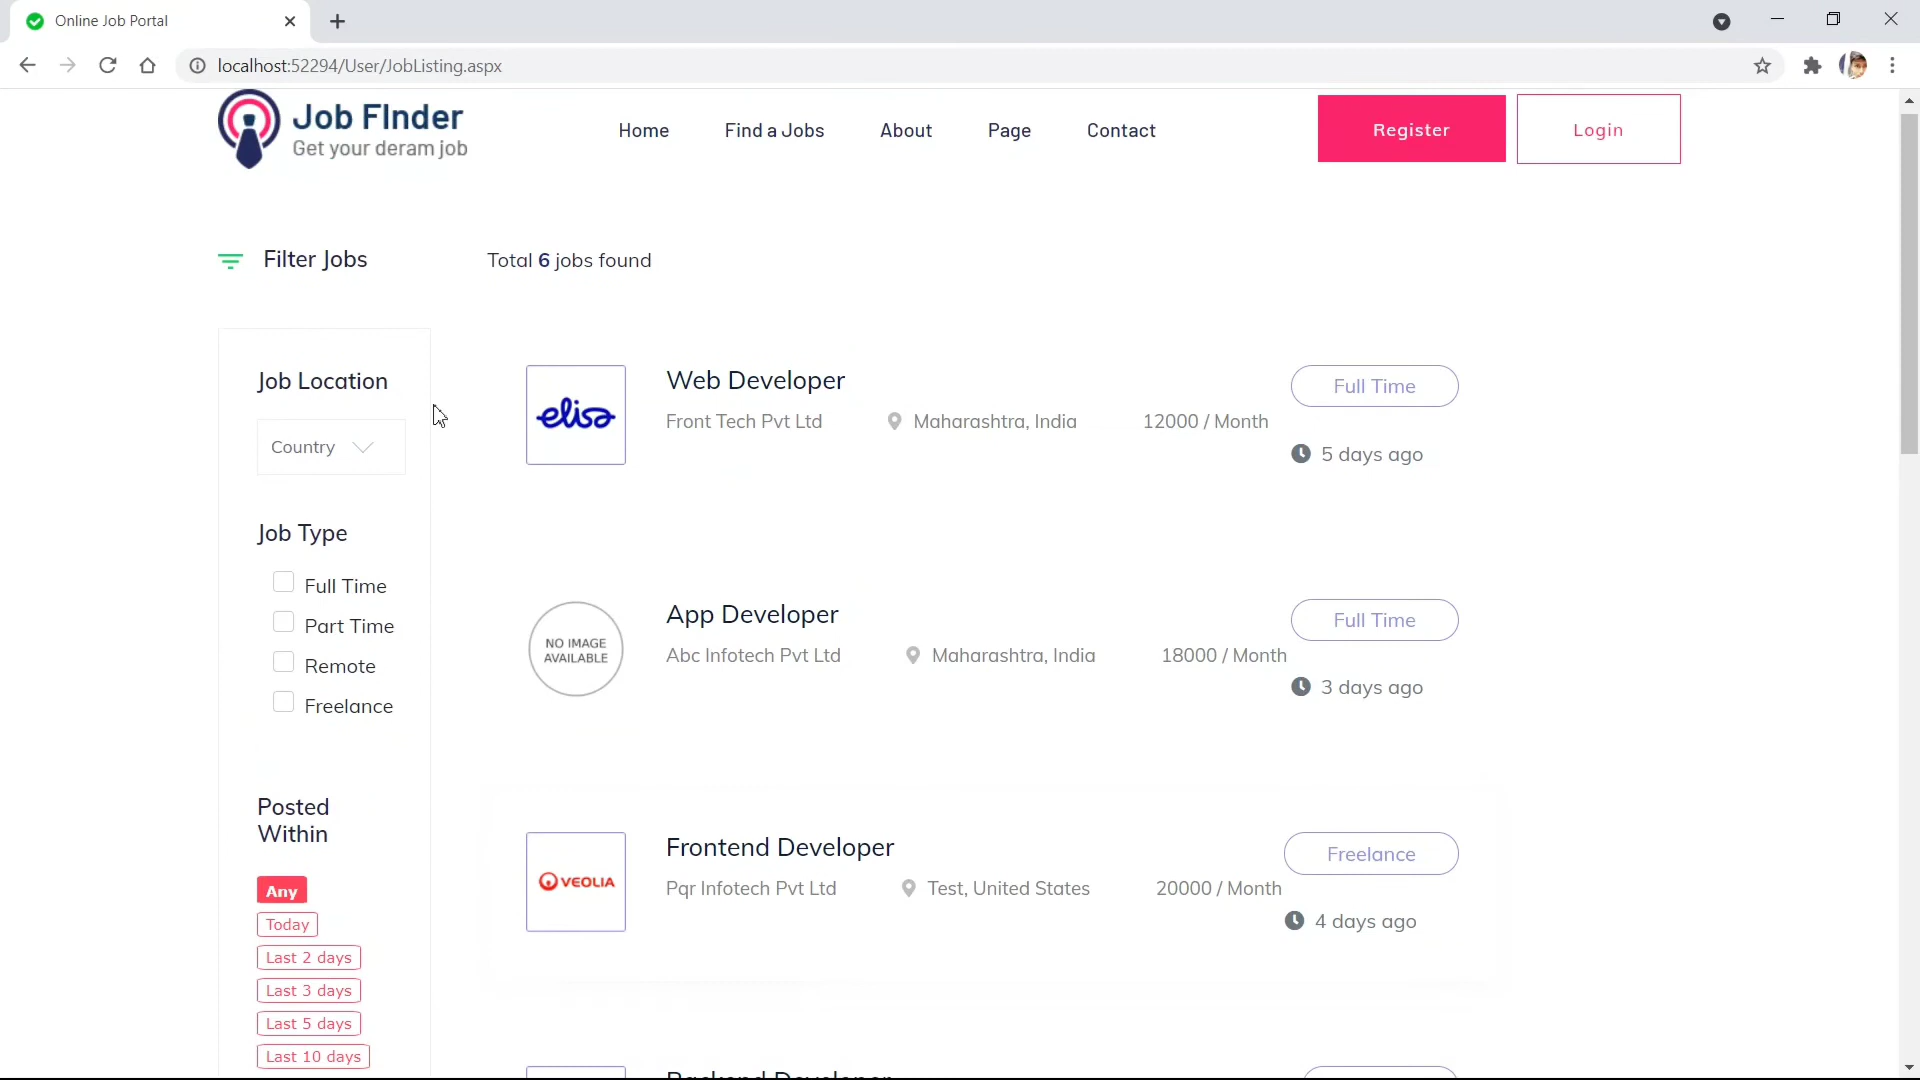 Online Job Portal
localhost:52294/User/JobListing.aspx
Job FInder
Get your deram job
Home
Find a Jobs
About
Page
Contact
Register
Login
Filter Jobs
Total 6 jobs found
Job Location
Country
Job Type
Full Time
Part Time
Remote
Freelance
Posted
Within
Any
Today
Last 2 days
Last 3 days
Last 5 days
Last 10 days
elisa
Web Developer
Front Tech Pvt Ltd
Maharashtra, India
12000 / Month
Full Time
5 days ago
NO IMAGE
AVAILABLE
App Developer
Abc Infotech Pvt Ltd
Maharashtra, India
18000 / Month
Full Time
3 days ago
VEOLIA
Frontend Developer
Pqr Infotech Pvt Ltd
Test, United States
20000 / Month
Freelance
4 days ago
Backend Developer